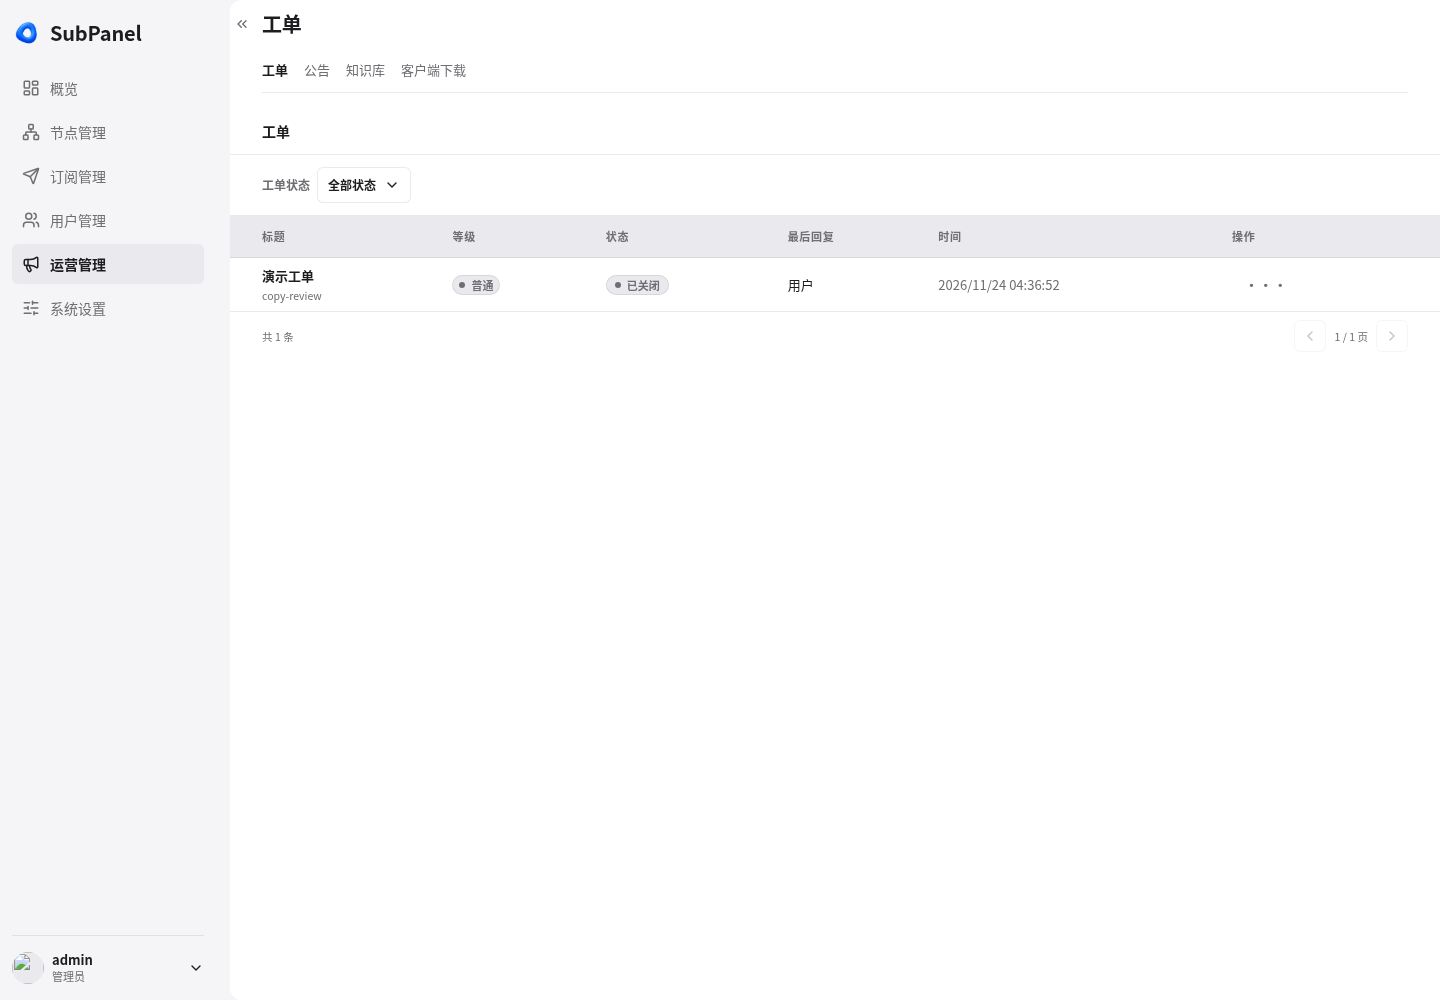 SubPanel
概览
节点管理
订阅管理
用户管理
运营管理
系统设置
admin
管理员
工单
工单 公告 知识库 客户端下载
工单
工单状态 全部状态
标题 等级 状态 最后回复 时间 操作
演示工单 普通 已关闭 用户 2026/11/24 04:36:52
copy-review
共 1 条 1 / 1 页